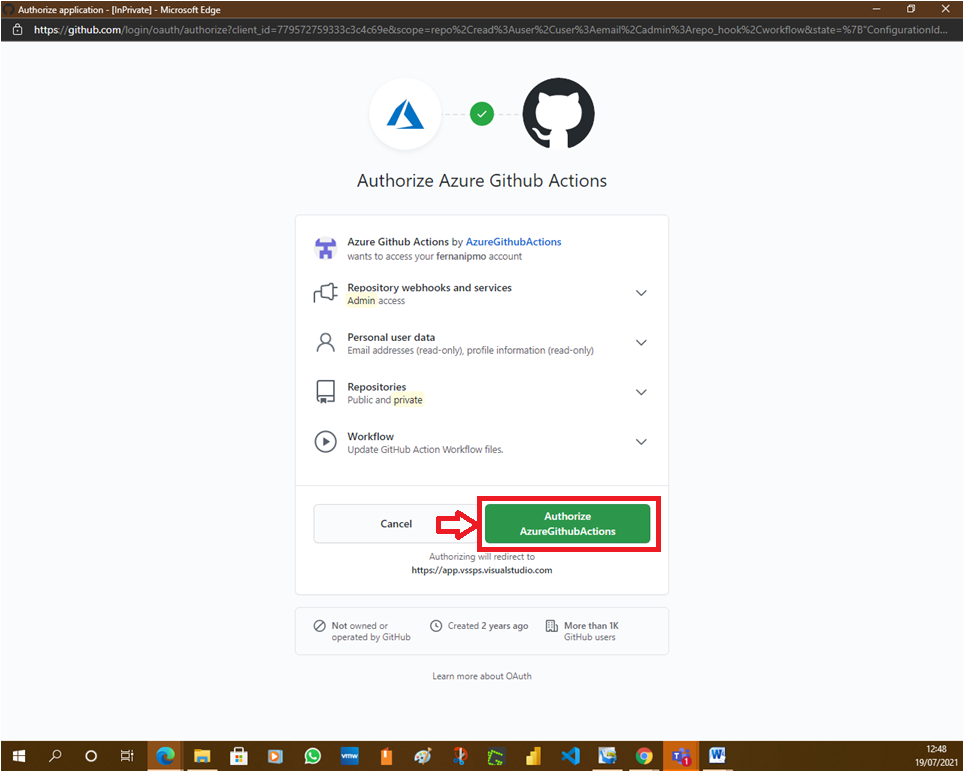 Authorize application - [InPrivate] - Microsoft Edge
https://github.com/login/oauth/authorize?client_id=779572759333c3c4c69e&scope=repo%2Cread%3Auser%2Cuser%3Aemail%2Cadmin%3Arepo_hook%2Cworkflow&state=%7B"ConfigurationId...
Authorize Azure Github Actions
Azure Github Actions by AzureGithubActions
wants to access your fernanipmo account
Repository webhooks and services
Admin access
Personal user data
Email addresses (read-only), profile information (read-only)
Repositories
Public and private
Workflow
Update GitHub Action Workflow files.
Cancel
Authorize
AzureGithubActions
Authorizing will redirect to
https://app.vssps.visualstudio.com
Not owned or
operated by GitHub
Created 2 years ago
More than 1K
GitHub users
Learn more about OAuth
vmw
12:48
19/07/2021